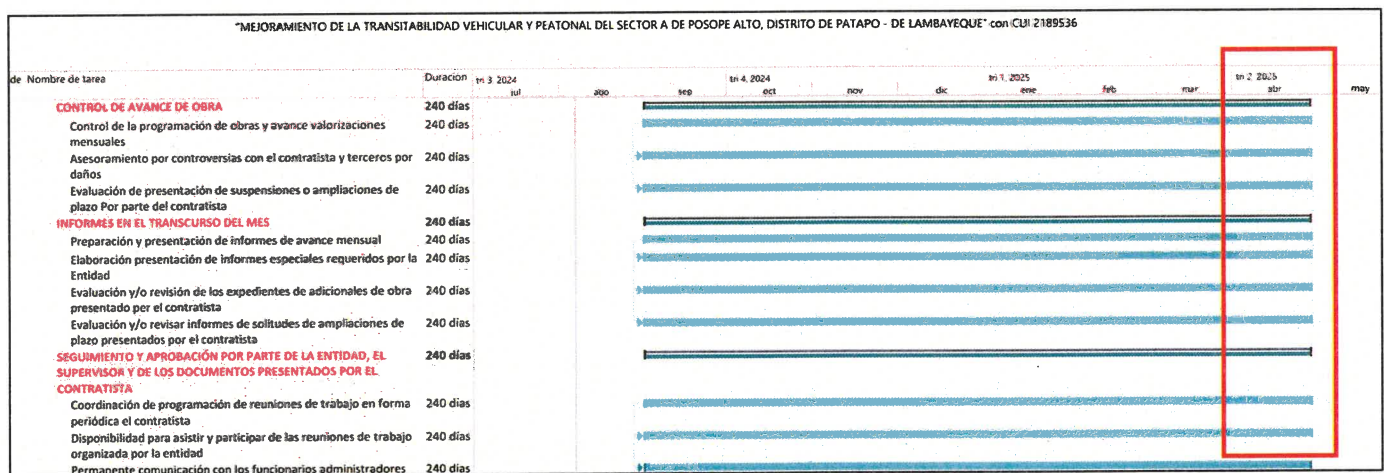 "MEJORAMIENTO DE LA TRANSITABILIDAD VEHICULAR Y PEATONAL DEL SECTOR A DE POSOPE ALTO, DISTRITO DE PATAPO - DE LAMBAYEQUE" con CUI 2189536
de Nombre de tarea Duracion tri 3, 2024 tri 4, 2024 tri 1, 2025 tri 2, 2025
jul ago sep oct nov dic ene feb mar abr may
CONTROL DE AVANCE DE OBRA 240 días
Control de la programación de obras y avance valorizaciones 240 días
mensuales
Asesoramiento por controversias con el contratista y terceros por 240 días
daños
Evaluación de presentación de suspensiones o ampliaciones de 240 días
plazo Por parte del contratista
INFORMES EN EL TRANSCURSO DEL MES 240 días
Preparación y presentación de informes de avance mensual 240 días
Elaboración presentación de informes especiales requeridos por la 240 días
Entidad
Evaluación y/o revisión de los expedientes de adicionales de obra 240 días
presentado per el contratista
Evaluación y/o revisar informes de solitudes de ampliaciones de 240 días
plazo presentados por el contratista
SEGUIMIENTO Y APROBACIÓN POR PARTE DE LA ENTIDAD, EL 240 días
SUPERVISOR Y DE LOS DOCUMENTOS PRESENTADOS POR EL
CONTRATISTA
Coordinación de programación de reuniones de trabajo en forma 240 días
periódica el contratista
Disponibilidad para asistir y participar de las reuniones de trabajo 240 días
organizada por la entidad
Permanente comunicación con los funcionarios administradores 240 días